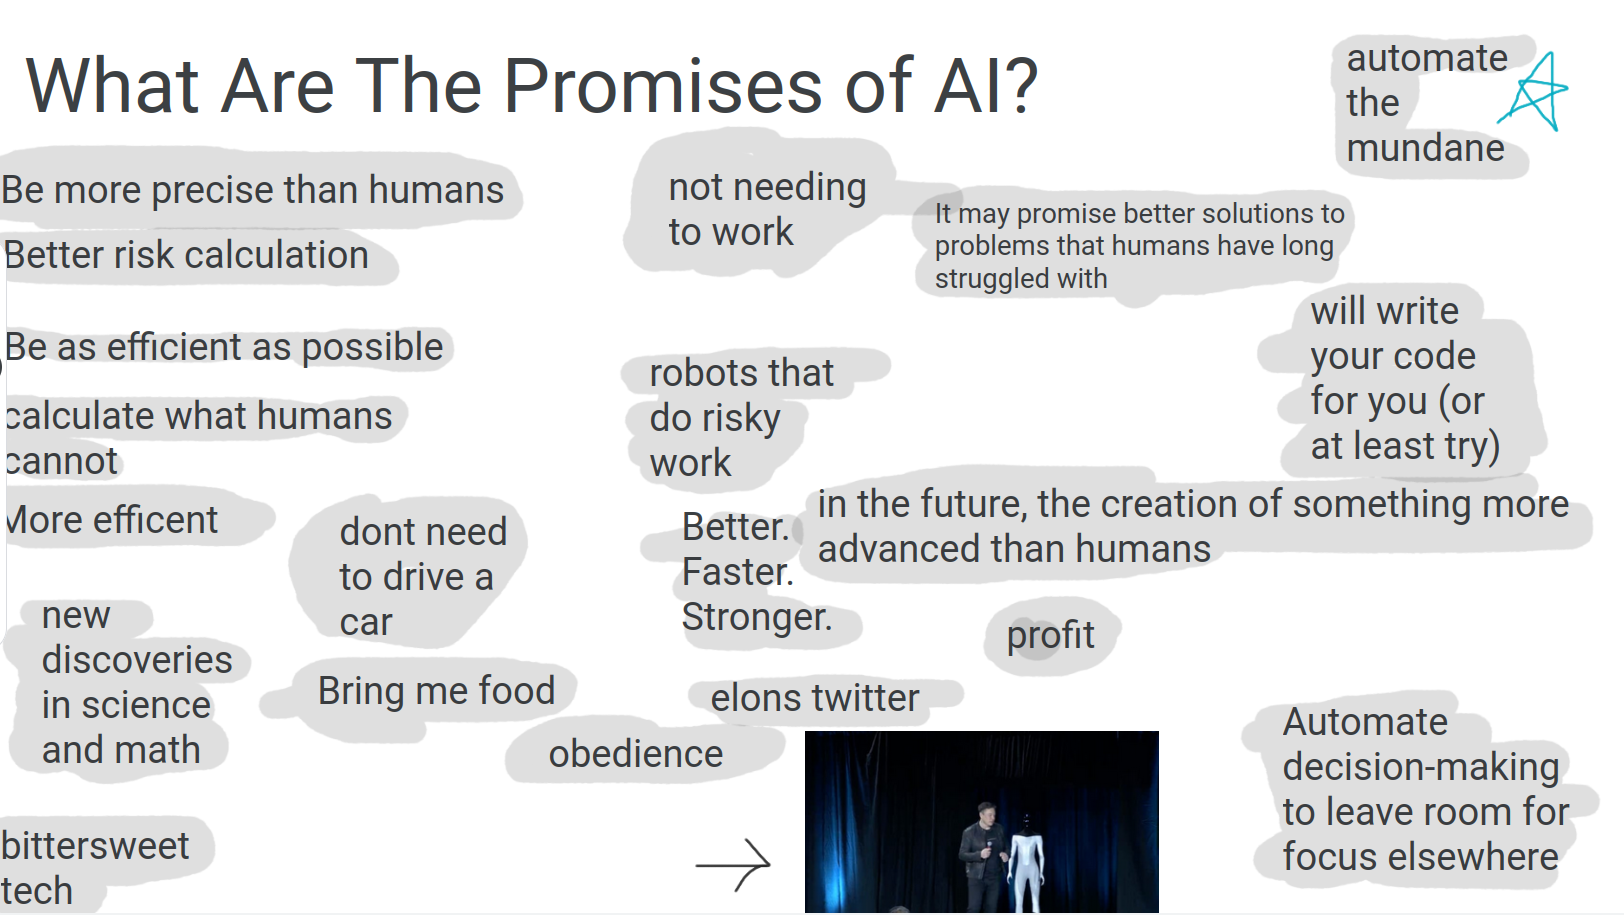 What Are The Promises of AI?
automate
the
mundane
Be more precise than humans
Better risk calculation
Be as efficient as possible
calculate what humans
cannot
More efficent
new
discoveries
in science
and math
bittersweet
tech
dont need
to drive a
car
Bring me food
obedience
not needing
to work
It may promise better solutions to
problems that humans have long
struggled with
robots that
do risky
work
Better.
Faster.
Stronger.
in the future, the creation of something more
advanced than humans
profit
elons twitter
will write
your code
for you (or
at least try)
Automate
decision-making
to leave room for
focus elsewhere